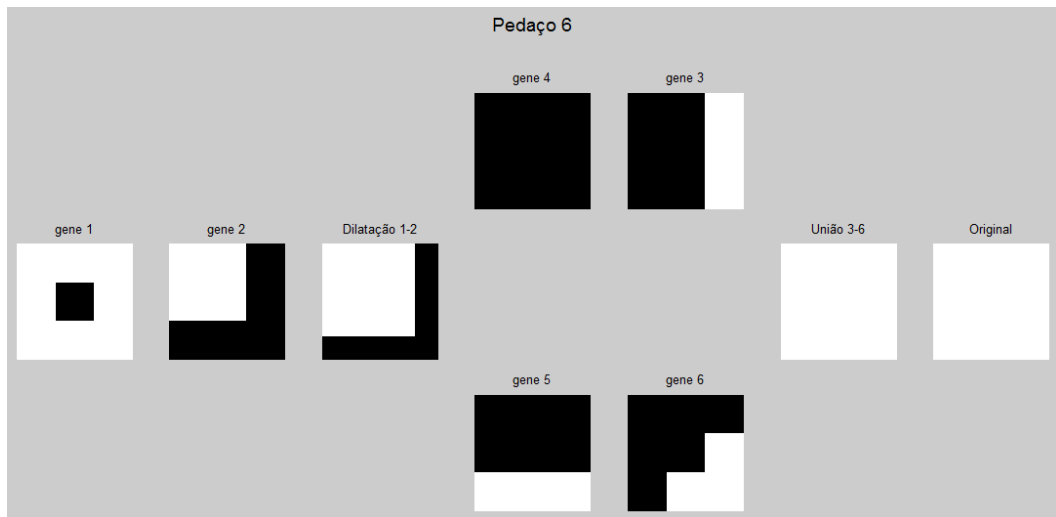 Pedaço 6
gene 4
gene 3
gene 1
gene 2
Dilatação 1-2
União 3-6
Original
gene 5
gene 6